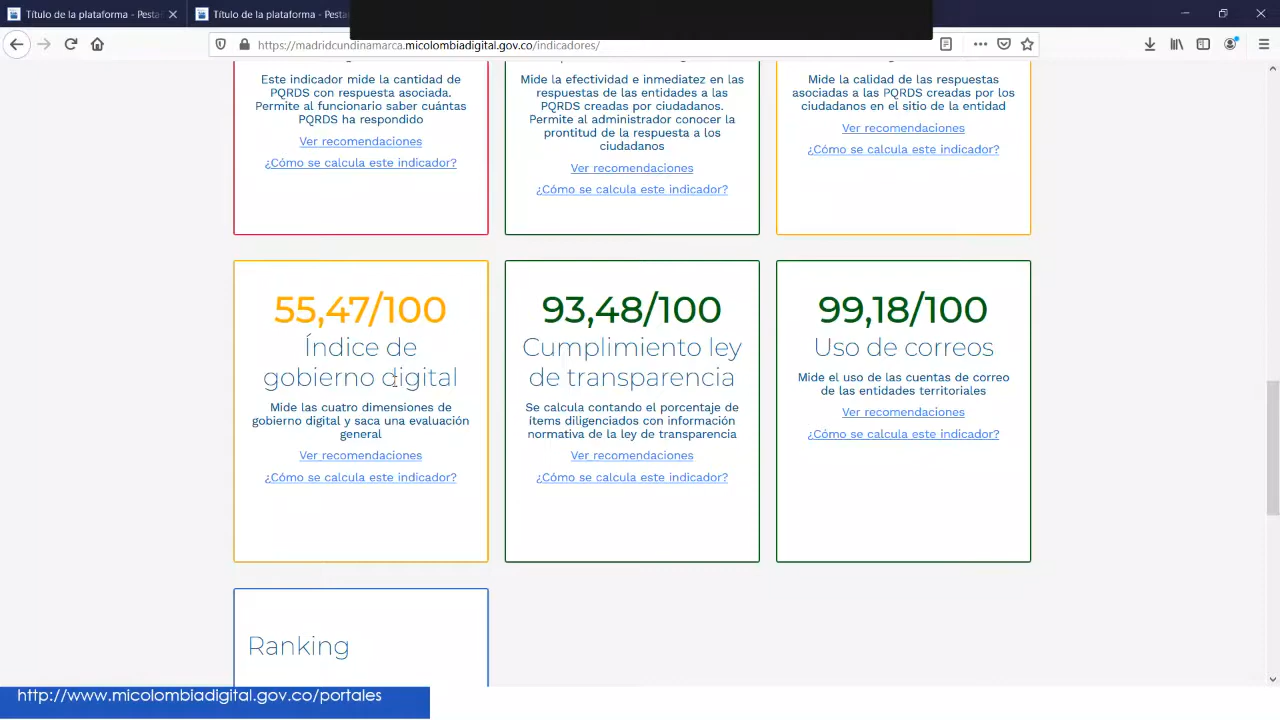 Título de la plataforma - Pesta
Título de la plataforma - Pesta
https://madridcundinamarca.micolombiadigital.gov.co/indicadores/
Este indicador mide la cantidad de
PQRDS con respuesta asociada.
Permite al funcionario saber cuántas
PQRDS ha respondido
Ver recomendaciones
¿Cómo se calcula este indicador?
Mide la efectividad e inmediatez en las
respuestas de las entidades a las
PQRDS creadas por ciudadanos.
Permite al administrador conocer la
prontitud de la respuesta a los
ciudadanos
Ver recomendaciones
¿Cómo se calcula este indicador?
Mide la calidad de las respuestas
asociadas a las PQRDS creadas por los
ciudadanos en el sitio de la entidad
Ver recomendaciones
¿Cómo se calcula este indicador?
55,47/100
Índice de
gobierno digital
Mide las cuatro dimensiones de
gobierno digital y saca una evaluación
general
Ver recomendaciones
¿Cómo se calcula este indicador?
93,48/100
Cumplimiento ley
de transparencia
Se calcula contando el porcentaje de
ítems diligenciados con información
normativa de la ley de transparencia
Ver recomendaciones
¿Cómo se calcula este indicador?
99,18/100
Uso de correos
Mide el uso de las cuentas de correo
de las entidades territoriales
Ver recomendaciones
¿Cómo se calcula este indicador?
Ranking
http://www.micolombiadigital.gov.co/portales